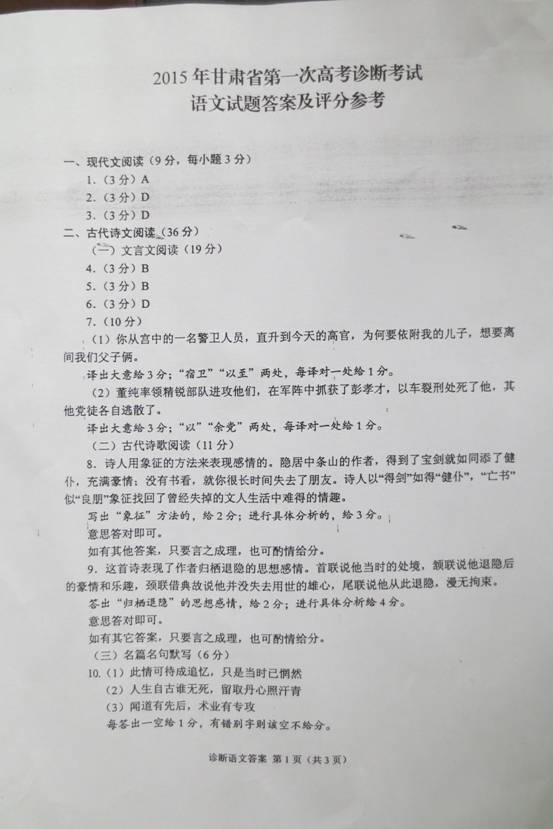 2015 年甘肃省第一次高考诊断考试
语文试题答案及评分参考
一、现代文阅读（9 分，每小题 3 分）
1.（3 分）A
2.（3 分）D
3.（3 分）D
二、古代诗文阅读（36 分）
（一）文言文阅读（19 分）
4.（3 分）B
5.（3 分）B
6.（3 分）D
7.（10 分）
（1）你从宫中的一名警卫人员，直升到今天的高官，为何要依附我的儿子，想要离
间我们父子俩。
译出大意给 3 分；“宿卫”“以至”两处，每译对一处给 1 分。
（2）董纯率领精锐部队进攻他们，在军阵中抓获了彭孝才，以车裂刑处死了他，其
他党徒各自逃散了。
译出大意给 3 分；“以”“余党”两处，每译对一处给 1 分。
（二）古代诗歌阅读（11 分）
8．诗人用象征的方法来表现感情的。隐居中条山的作者，得到了宝剑就如同添了健
仆，充满豪情；没有书看，就你很长时间失去了朋友。诗人以“得剑”如得“健仆”，“亡书”
似“良朋”象征找回了曾经失掉的文人生活中难得的情趣。
写出“象征”方法的，给 2 分；进行具体分析的，给 3 分。
意思答对即可。
如有其他答案，只要言之成理，也可酌情给分。
9．这首诗表现了作者归栖退隐的思想感情。首联说他当时的处境，颔联说他退隐后
的豪情和乐趣，颈联借典故说他并没失去用世的雄心，尾联说他从此退隐，漫无拘束。
答出“归栖退隐”的思想感情，给 2 分；进行具体分析给 4 分。
意思答对即可。
如有其它答案，只要言之成理，也可酌情给分。
（三）名篇名句默写（6 分）
10.（1）此情可待成追忆，只是当时已惘然
（2）人生自古谁无死，留取丹心照汗青
（3）闻道有先后，术业有专攻
每答出一空给 1 分，有错别字则该空不给分。
诊断语文答案 第 1 页（共 3 页）